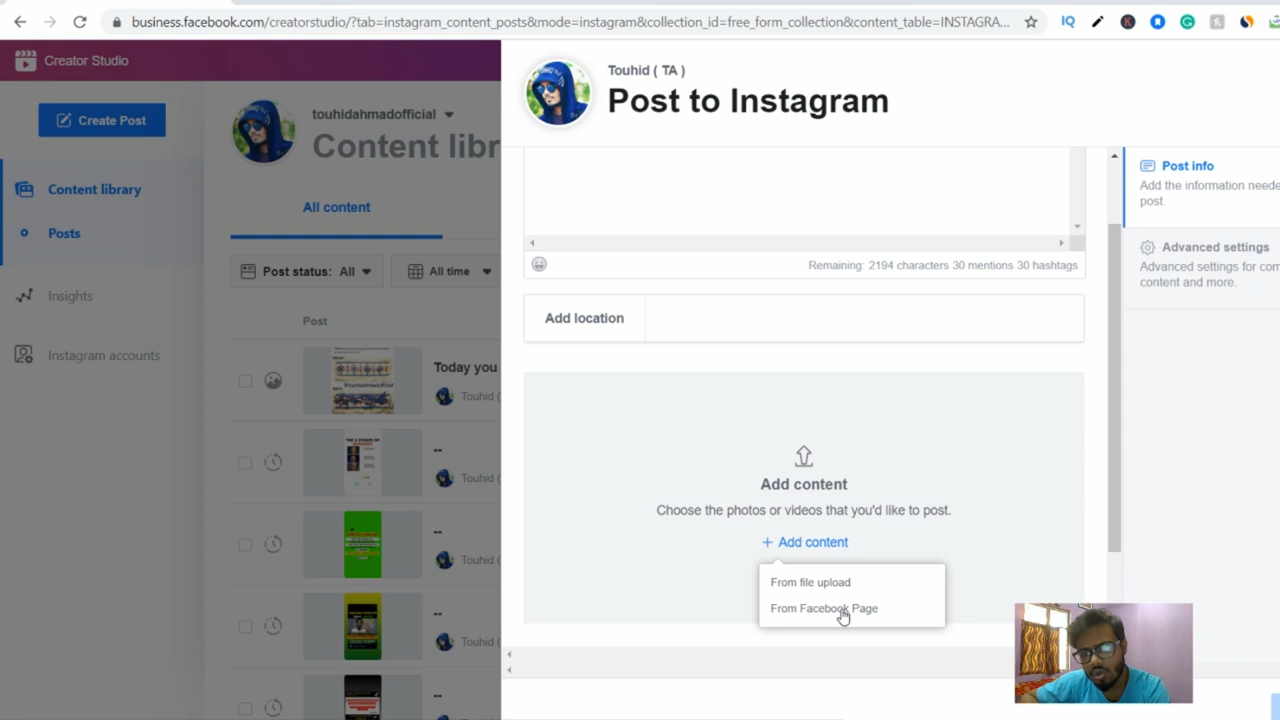 business.facebook.com/creatorstudio/?tab=instagram_content_posts&mode=instagram&collection_id=free_form_collection&content_table=INSTAGRA...
Creator Studio
Create Post
Content library
Posts
Insights
Instagram accounts
touhidahmadofficial
Content libr
All content
Post status: All
All time
Post
Today you
Touhid (
--
Touhid (
--
Touhid (
--
Touhid (
--
Touhid ( TA )
Post to Instagram
Remaining: 2194 characters 30 mentions 30 hashtags
Add location
Add content
Choose the photos or videos that you'd like to post.
+ Add content
From file upload
From Facebook Page
Post info
Add the information neede
post.
Advanced settings
Advanced settings for com
content and more.